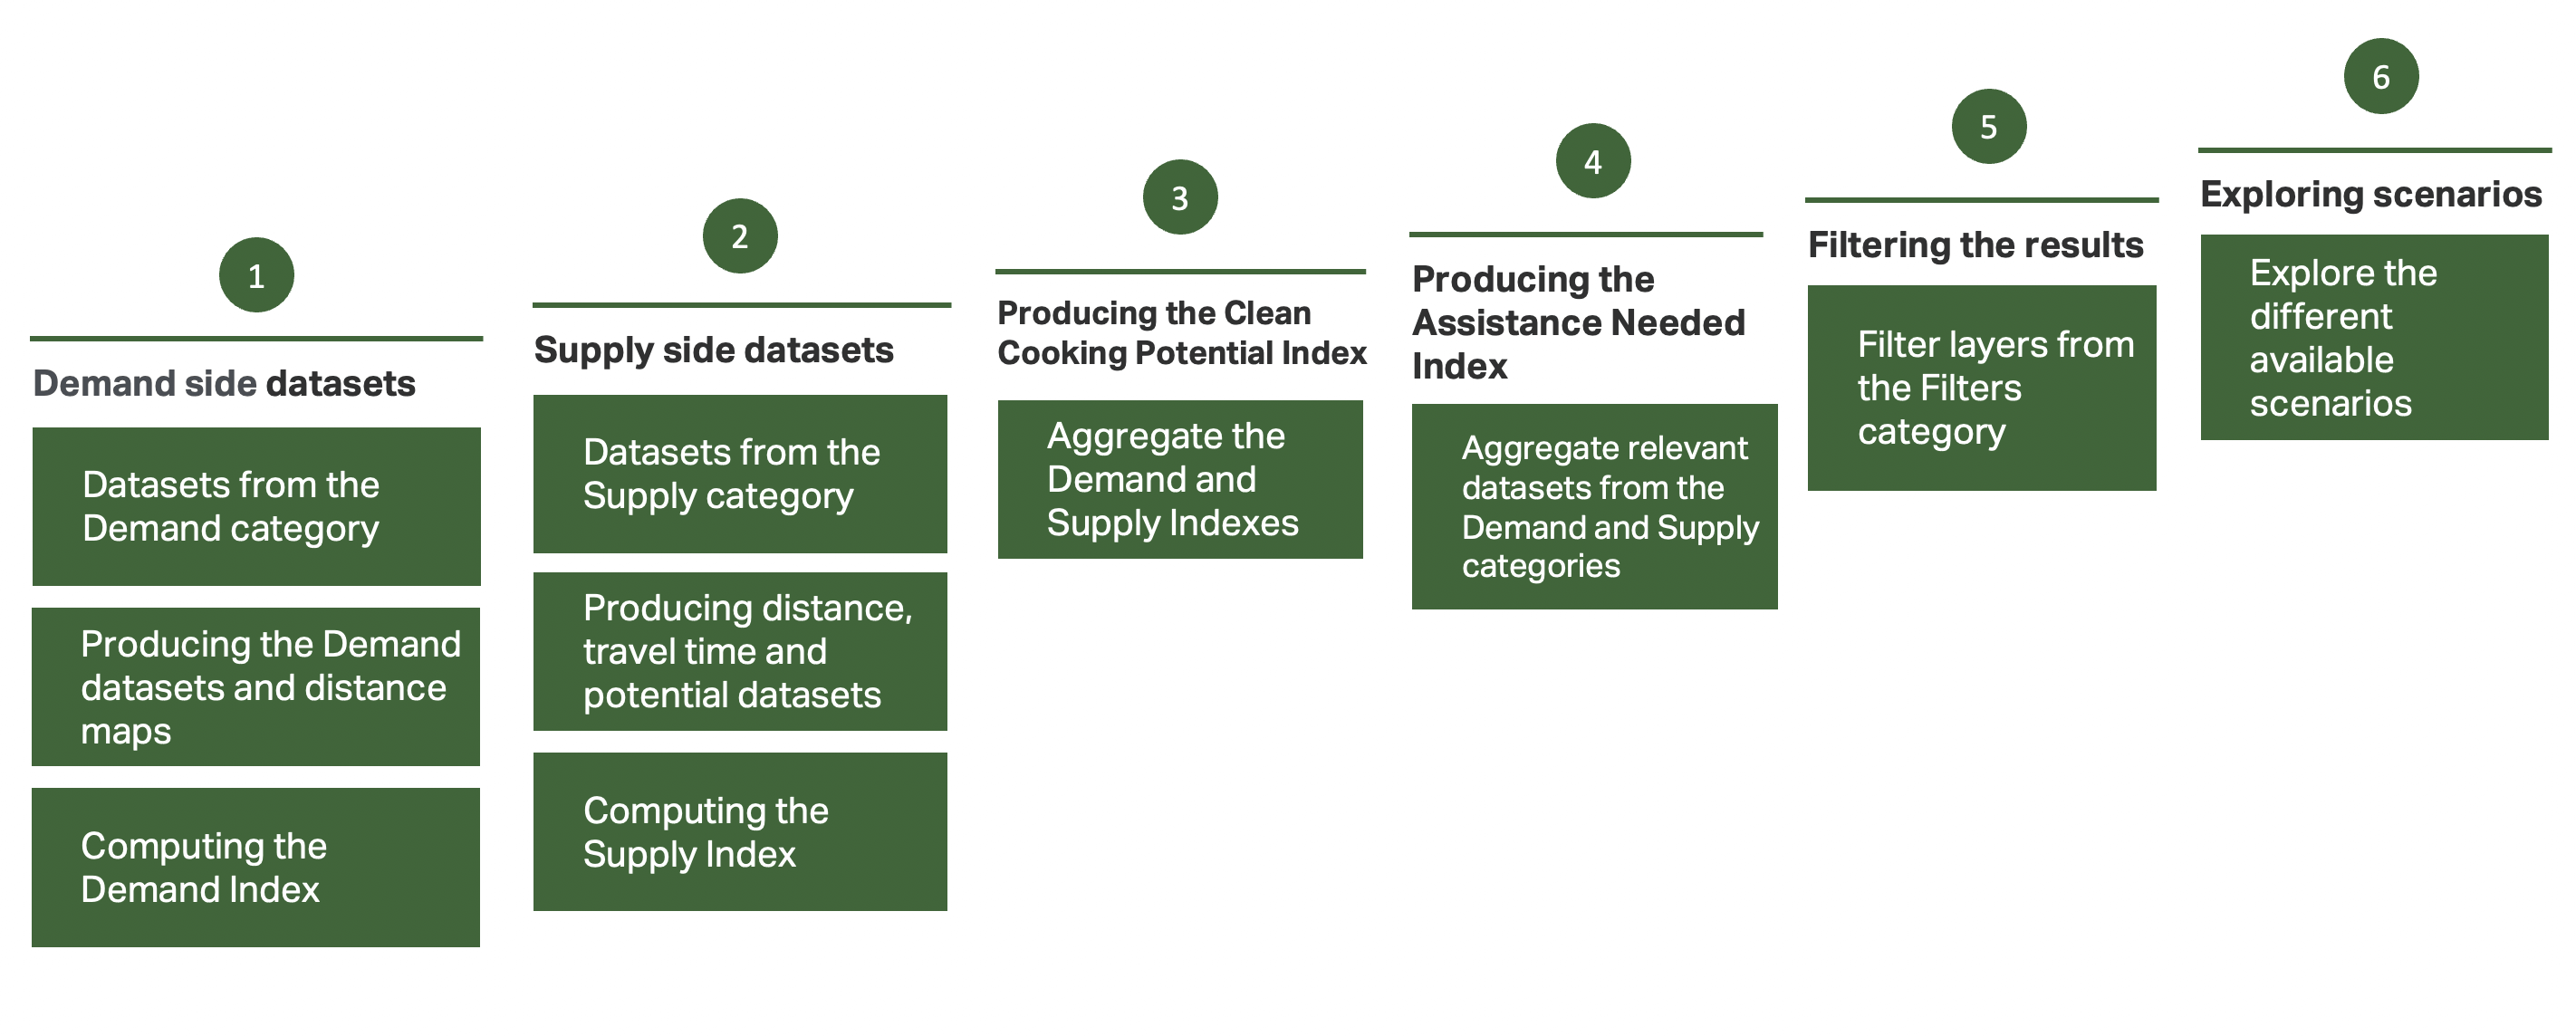 1
Demand side datasets
Datasets from the
Demand category
Producing the Demand
datasets and distance
maps
Computing the
Demand Index
2
Supply side datasets
Datasets from the
Supply category
Producing distance,
travel time and
potential datasets
Computing the
Supply Index
3
Producing the Clean
Cooking Potential Index
Aggregate the
Demand and
Supply Indexes
4
Producing the
Assistance Needed
Index
Aggregate relevant
datasets from the
Demand and Supply
categories
5
Filtering the results
Filter layers from
the Filters
category
6
Exploring scenarios
Explore the
different
available
scenarios